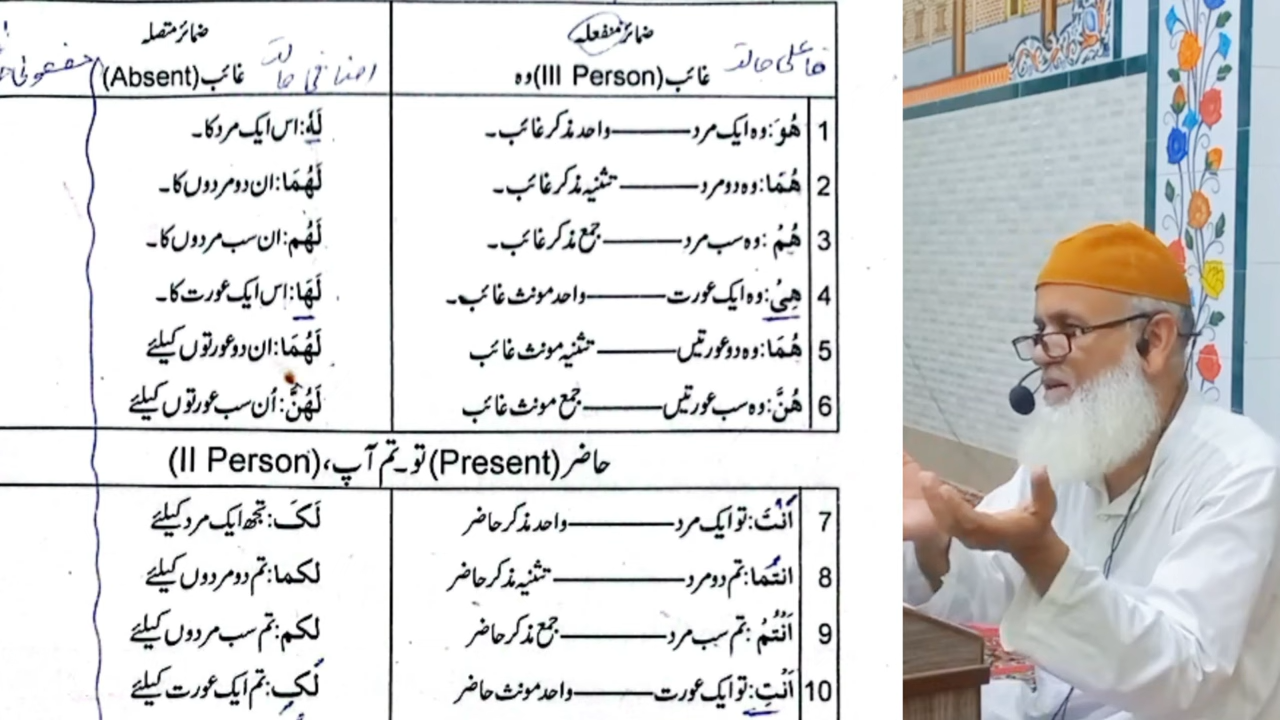 ضمائر منفصلہ ضمائر متصلہ
فاعلی حالت غائب (III Person) وہ اضافی حالت غائب (Absent)
1 ھُوَ: وہ ایک مرد——واحد مذکر غائب۔ لَہٗ: اس ایک مرد کا۔
2 ھُمَا: وہ دو مرد——تثنیہ مذکر غائب۔ لَھُمَا: ان دو مردوں کا۔
3 ھُمُ: وہ سب مرد——جمع مذکر غائب۔ لَھُم: ان سب مردوں کا۔
4 ھِیَ: وہ ایک عورت——واحد مونث غائب۔ لَھَا: اس ایک عورت کا۔
5 ھُمَا: وہ دو عورتیں——تثنیہ مونث غائب لَھُمَا: ان دو عورتوں کیلئے
6 ھُنَّ: وہ سب عورتیں——جمع مونث غائب لَھُنَّ: اُن سب عورتوں کیلئے
حاضر (Present) تو۔تم آپ، (II Person)
7 اَنْتَ: تو ایک مرد——واحد مذکر حاضر لَکَ: تجھ ایک مرد کیلئے
8 انتُما: تم دو مرد——تثنیہ مذکر حاضر لکما: تم دو مردوں کیلئے
9 اَنْتُمُ: تم سب مرد——جمع مذکر حاضر لکم: تم سب مردوں کیلئے
10 اَنْتِ: تو ایک عورت——واحد مونث حاضر لَکِ: تم ایک عورت کیلئے